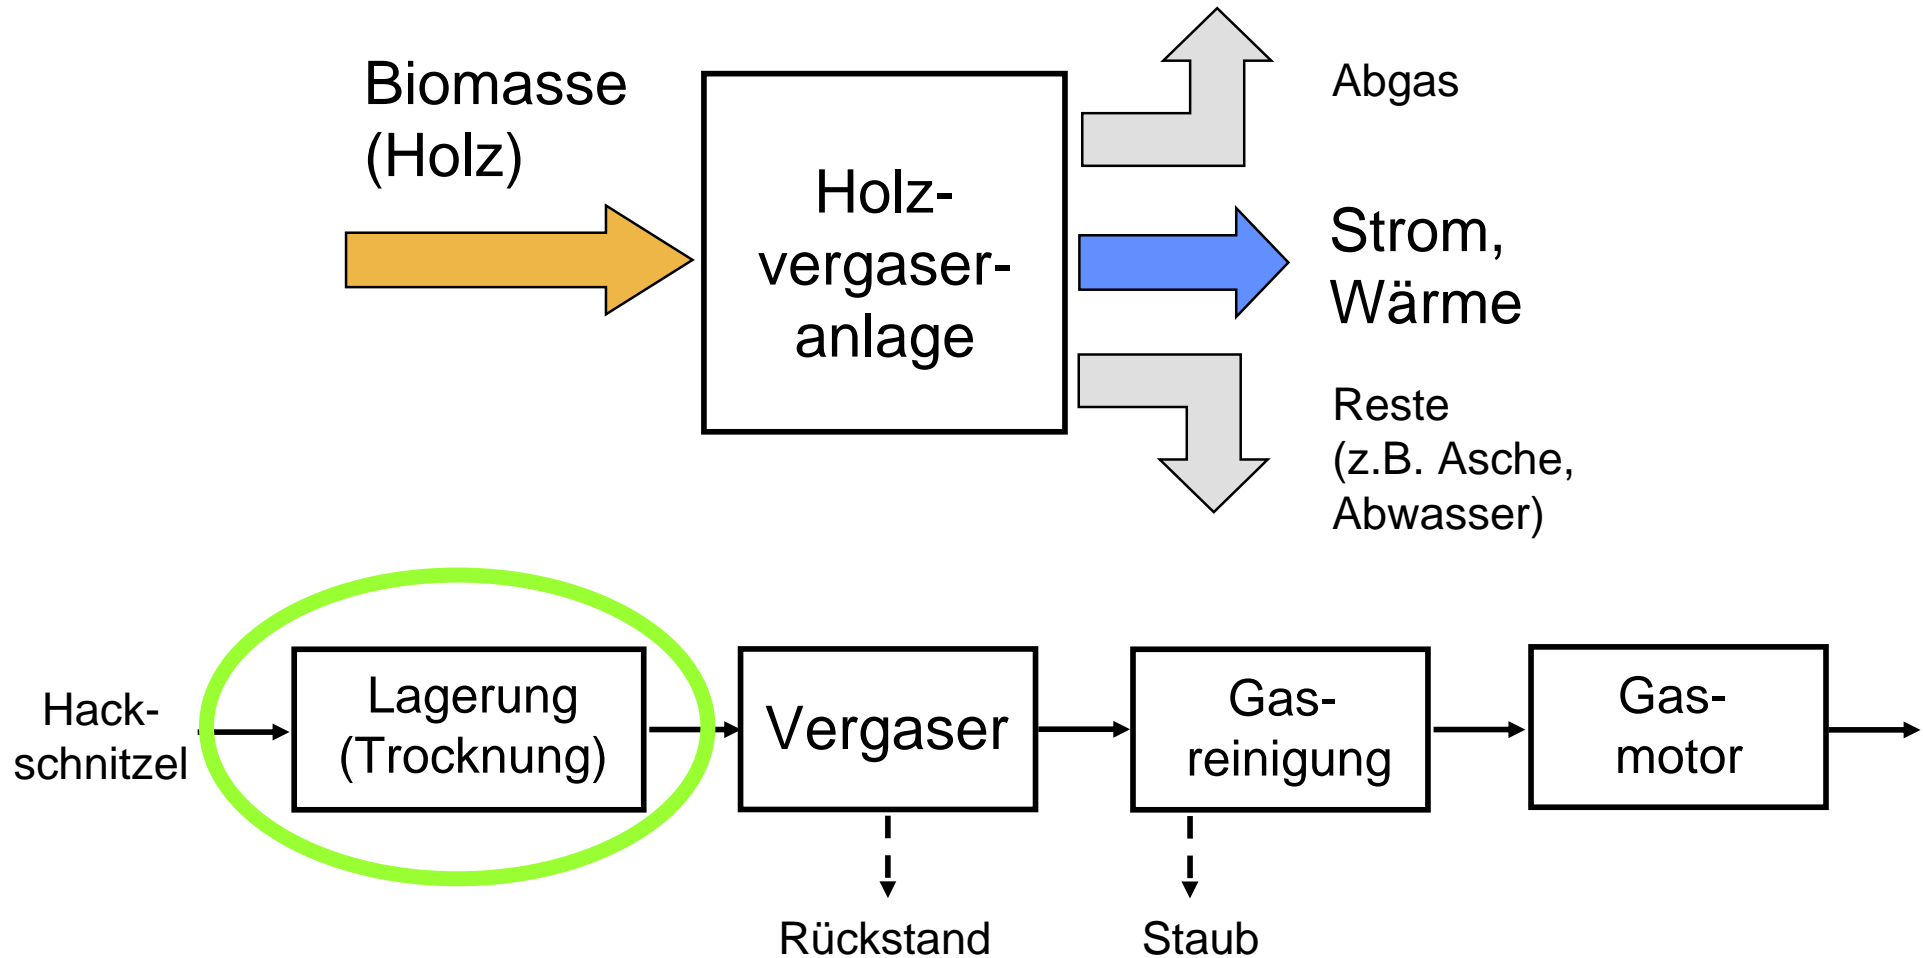 Biomasse
(Holz)
Holz-
vergaser-
anlage
Abgas
Strom,
Wärme
Reste
(z.B. Asche,
Abwasser)
Hack-
schnitzel
Lagerung
(Trocknung)
Vergaser
Gas-
reinigung
Gas-
motor
Rückstand
Staub